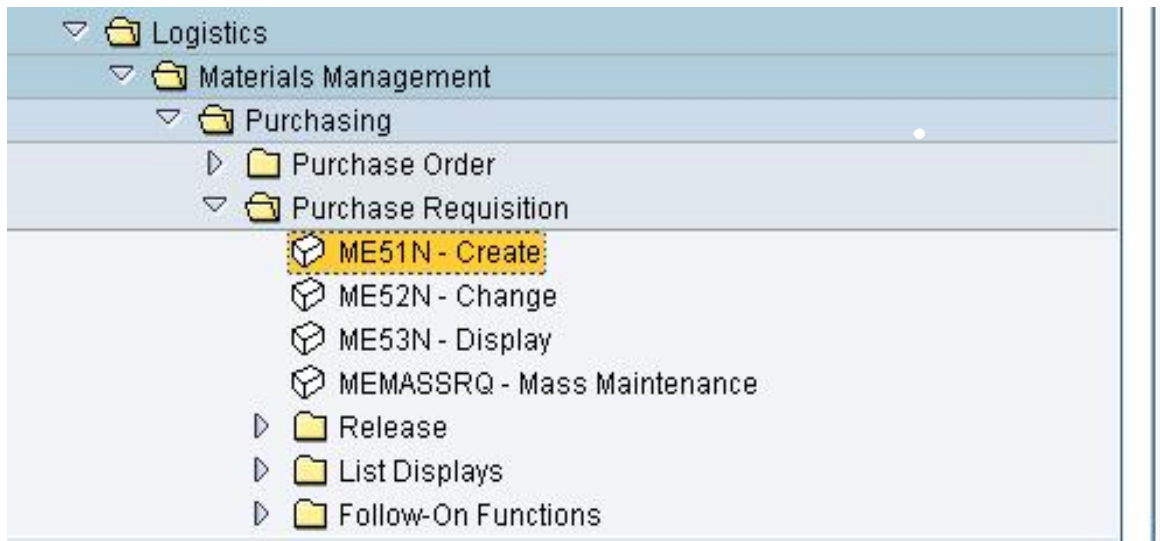 Logistics
Materials Management
Purchasing
Purchase Order
Purchase Requisition
ME51N - Create
ME52N - Change
ME53N - Display
MEMASSRQ - Mass Maintenance
Release
List Displays
Follow-On Functions